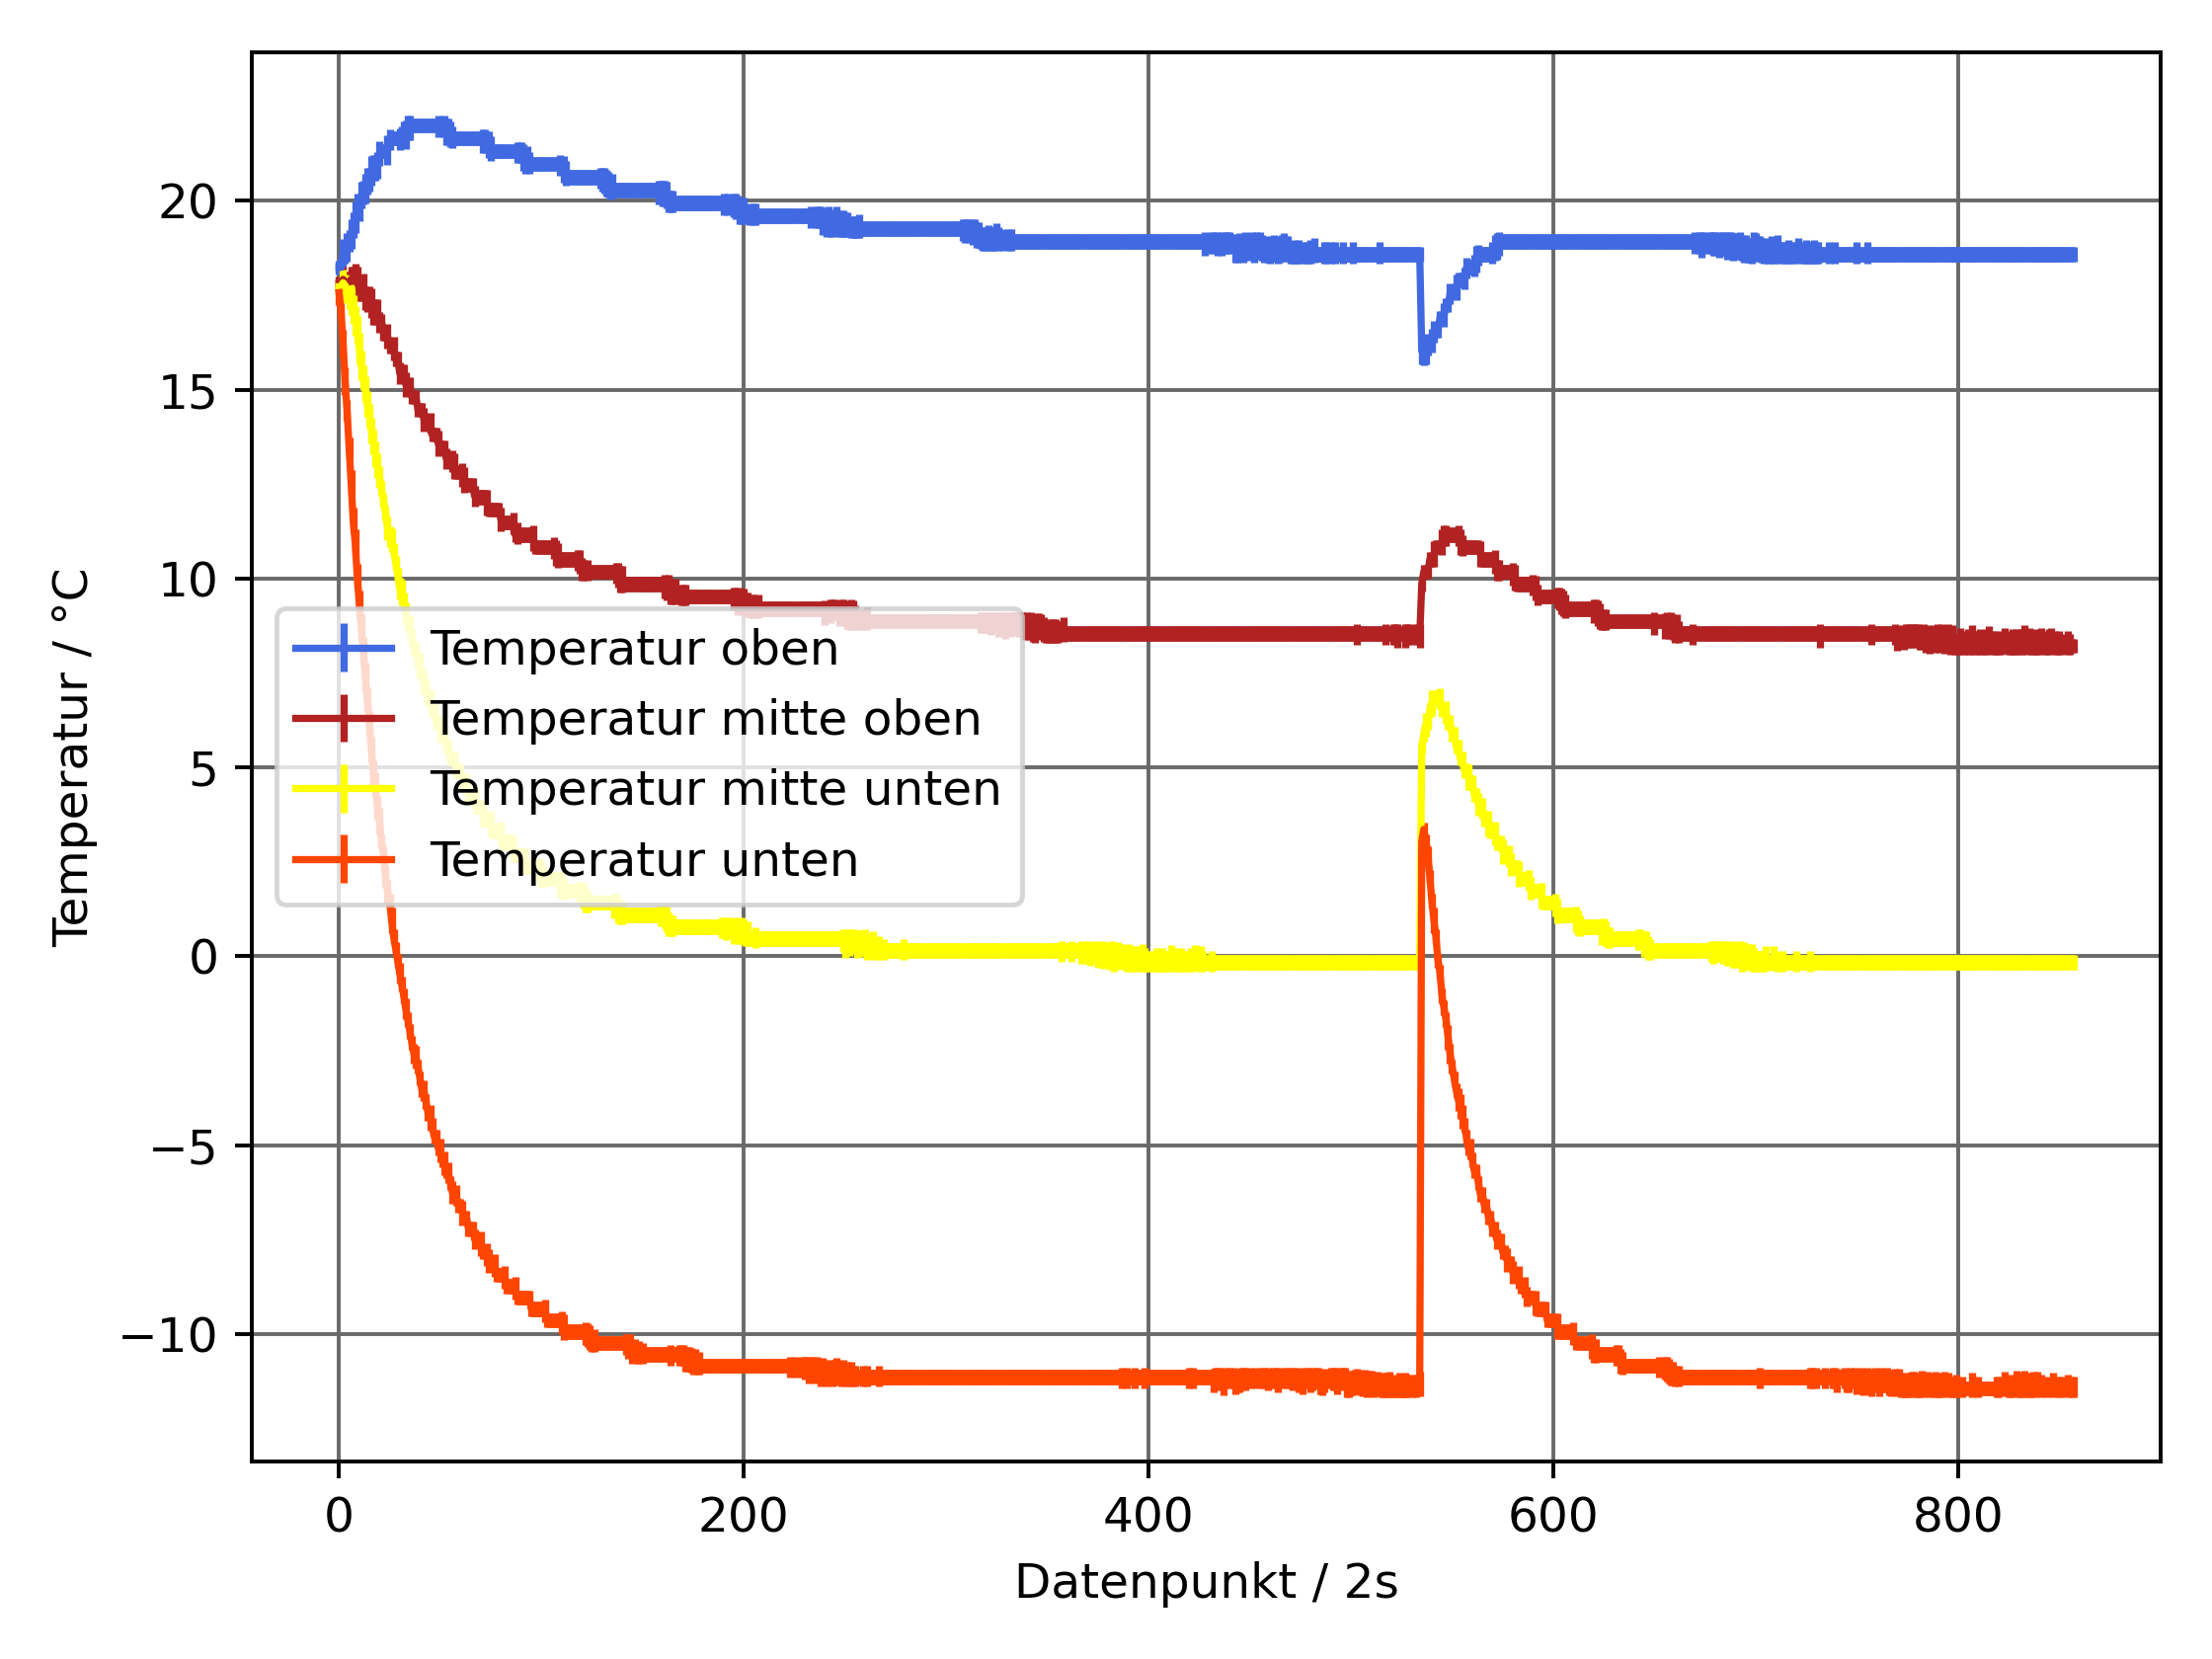 Temperatur / °C
20
15
10
5
0
−5
−10
Temperatur oben
Temperatur mitte oben
Temperatur mitte unten
Temperatur unten
0 200 400 600 800
Datenpunkt / 2s